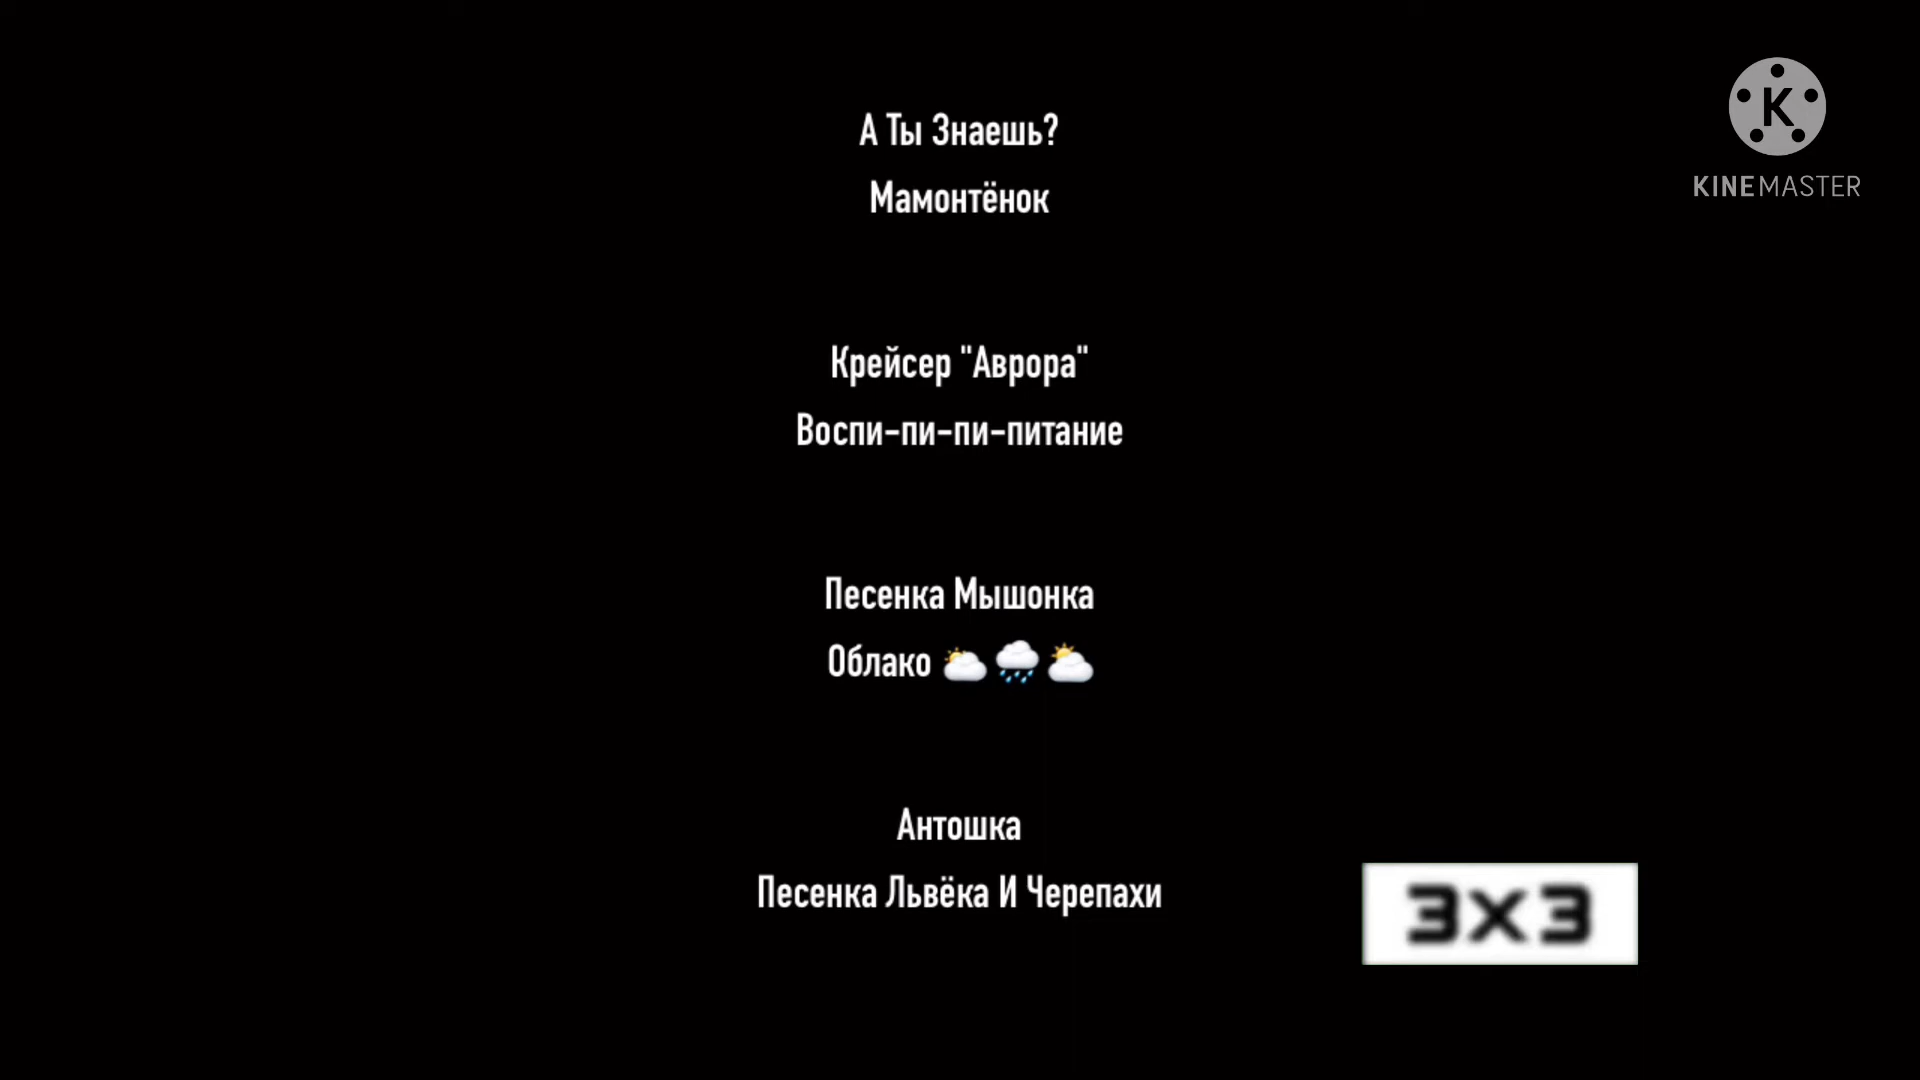 А Ты Знаешь?
Мамонтёнок
Крейсер "Аврора"
Воспи-пи-пи-питание
Песенка Мышонка
Облако 🌥️🌧️🌥️
Антошка
Песенка Львёка И Черепахи
K
KINEMASTER
3X3